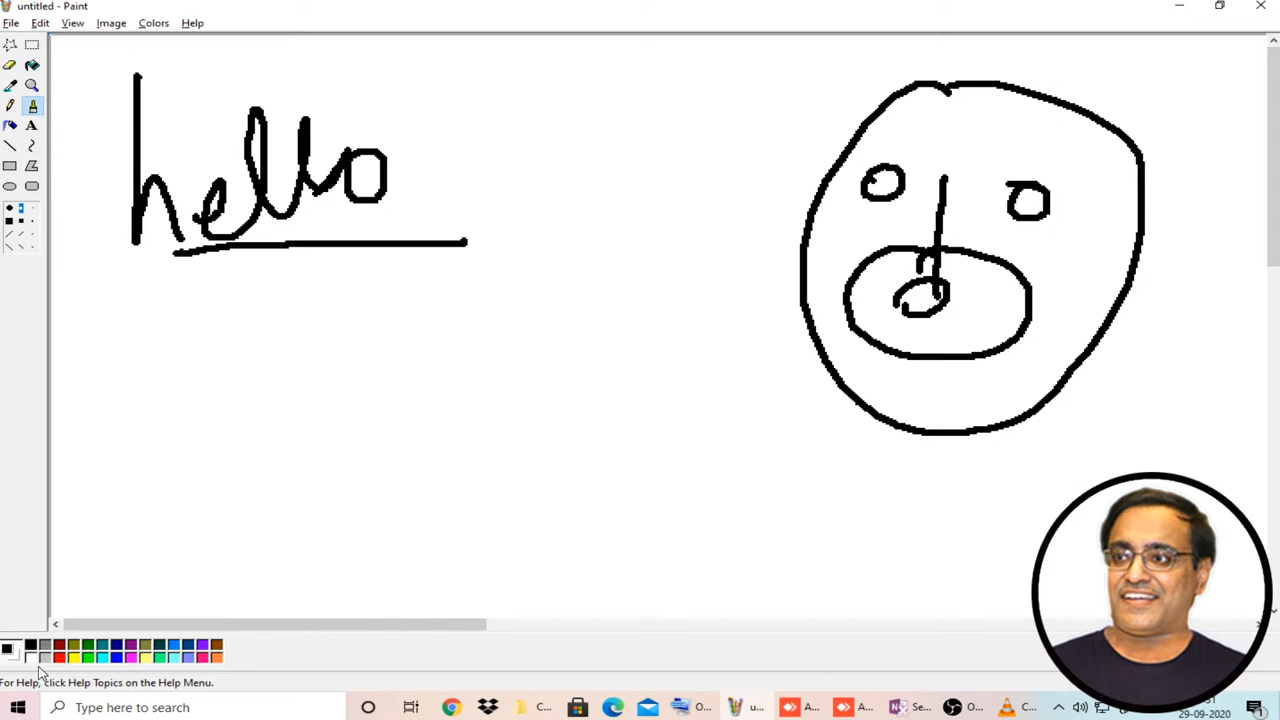 untitled - Paint
File Edit View Image Colors Help
hello
For Help, click Help Topics on the Help Menu.
Type here to search
C... O... u... A... A... Se... C...
29-09-2020